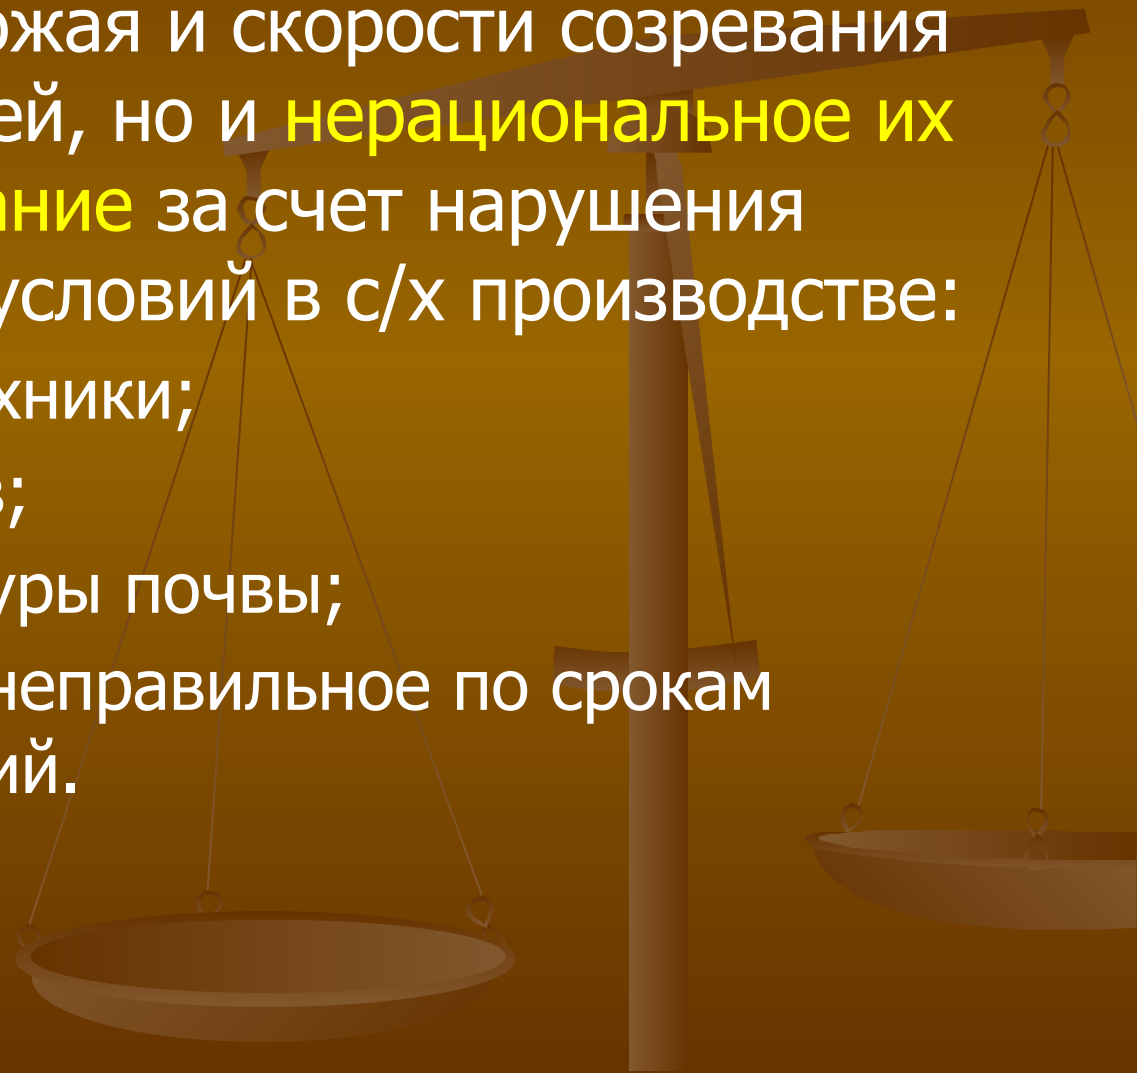 ожая и скорости созревания
ей, но и нерациональное их
ание за счет нарушения
условий в с/х производстве:
хники;
в;
уры почвы;
неправильное по срокам
ий.